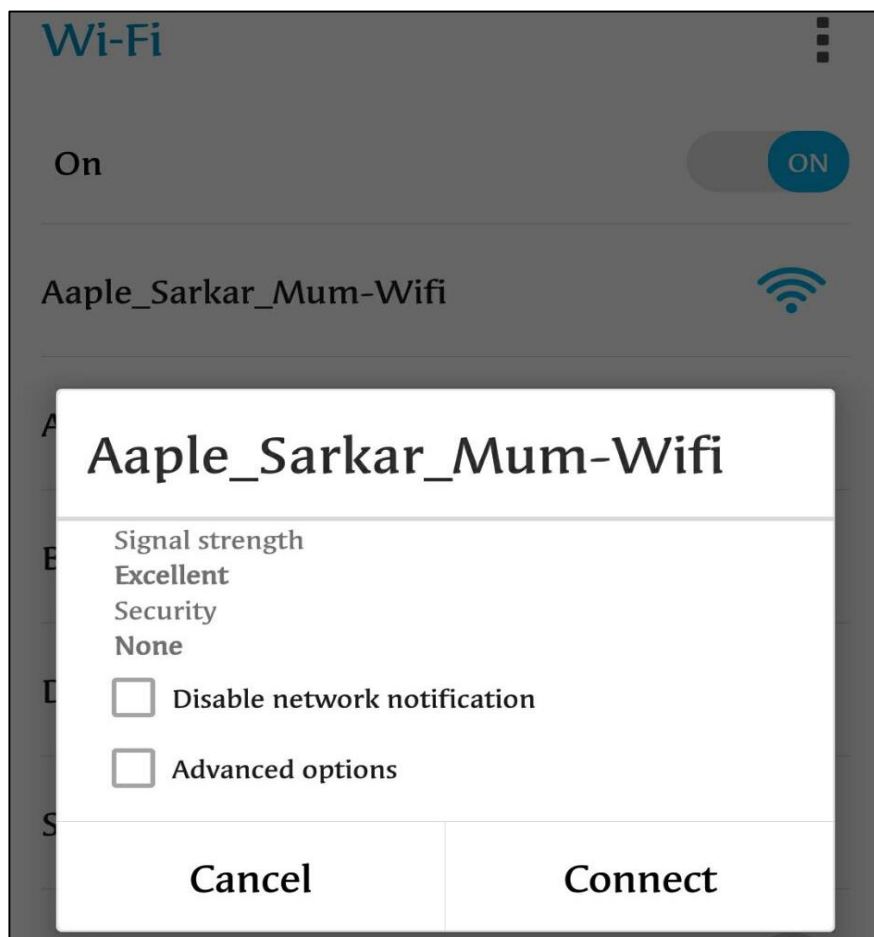 Wi-Fi
On
ON
Aaple_Sarkar_Mum-Wifi
A
Aaple_Sarkar_Mum-Wifi
Signal strength
B
Excellent
Security
None
D
Disable network notification
Advanced options
S
Cancel
Connect